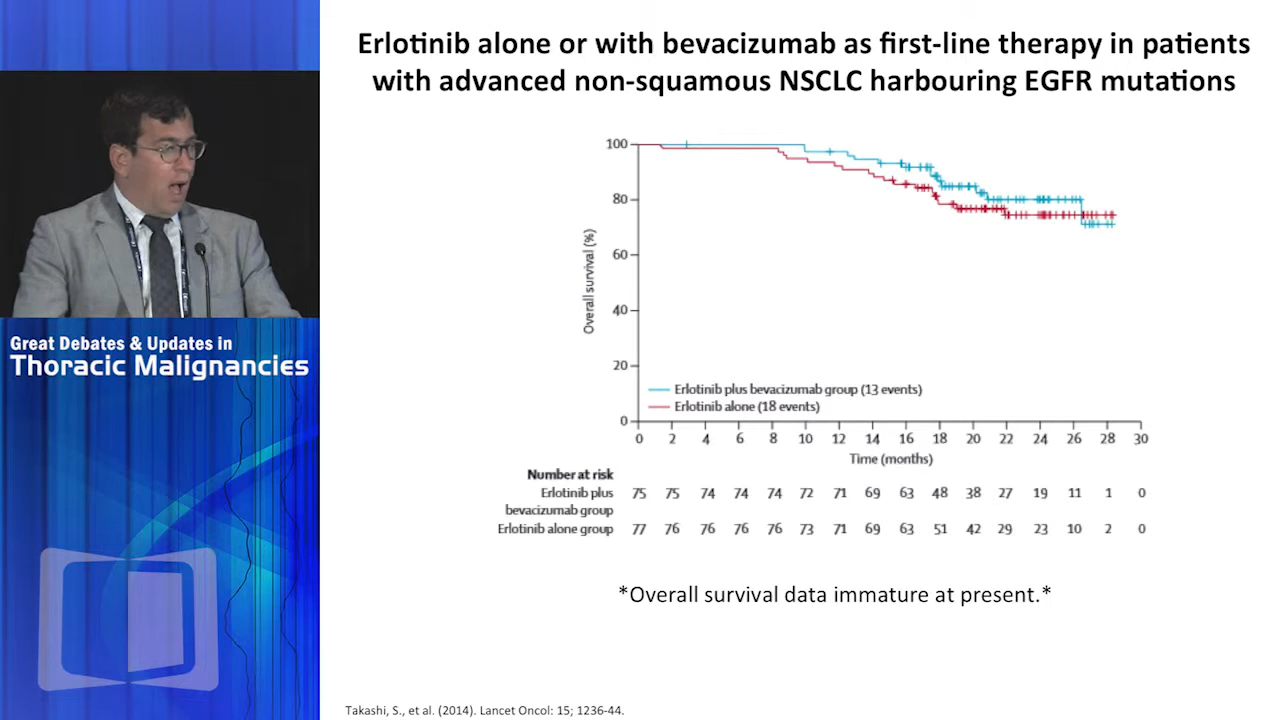 Erlotinib alone or with bevacizumab as first-line therapy in patients
with advanced non-squamous NSCLC harbouring EGFR mutations
Great Debates & Updates in
Thoracic Malignancies
100
80
60
40
20
0
Overall survival (%)
Erlotinib plus bevacizumab group (13 events)
Erlotinib alone (18 events)
0 2 4 6 8 10 12 14 16 18 20 22 24 26 28 30
Time (months)
Number at risk
Erlotinib plus 75 75 74 74 74 72 71 69 63 48 38 27 19 11 1 0
bevacizumab group
Erlotinib alone group 77 76 76 76 76 73 71 69 63 51 42 29 23 10 2 0
*Overall survival data immature at present.*
Takashi, S., et al. (2014). Lancet Oncol: 15; 1236-44.